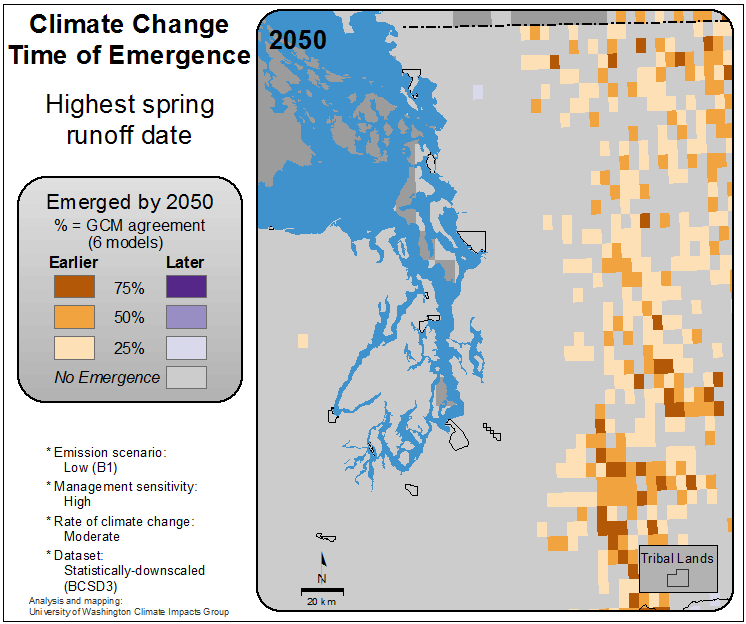 Climate Change
Time of Emergence
Highest spring
runoff date
Emerged by 2050
% = GCM agreement
(6 models)
Earlier
Later
75%
50%
25%
No Emergence
* Emission scenario:
Low (B1)
* Management sensitivity:
High
* Rate of climate change:
Moderate
* Dataset:
Statistically-downscaled
(BCSD3)
Analysis and mapping:
University of Washington Climate Impacts Group
2050
N
20 km
Tribal Lands